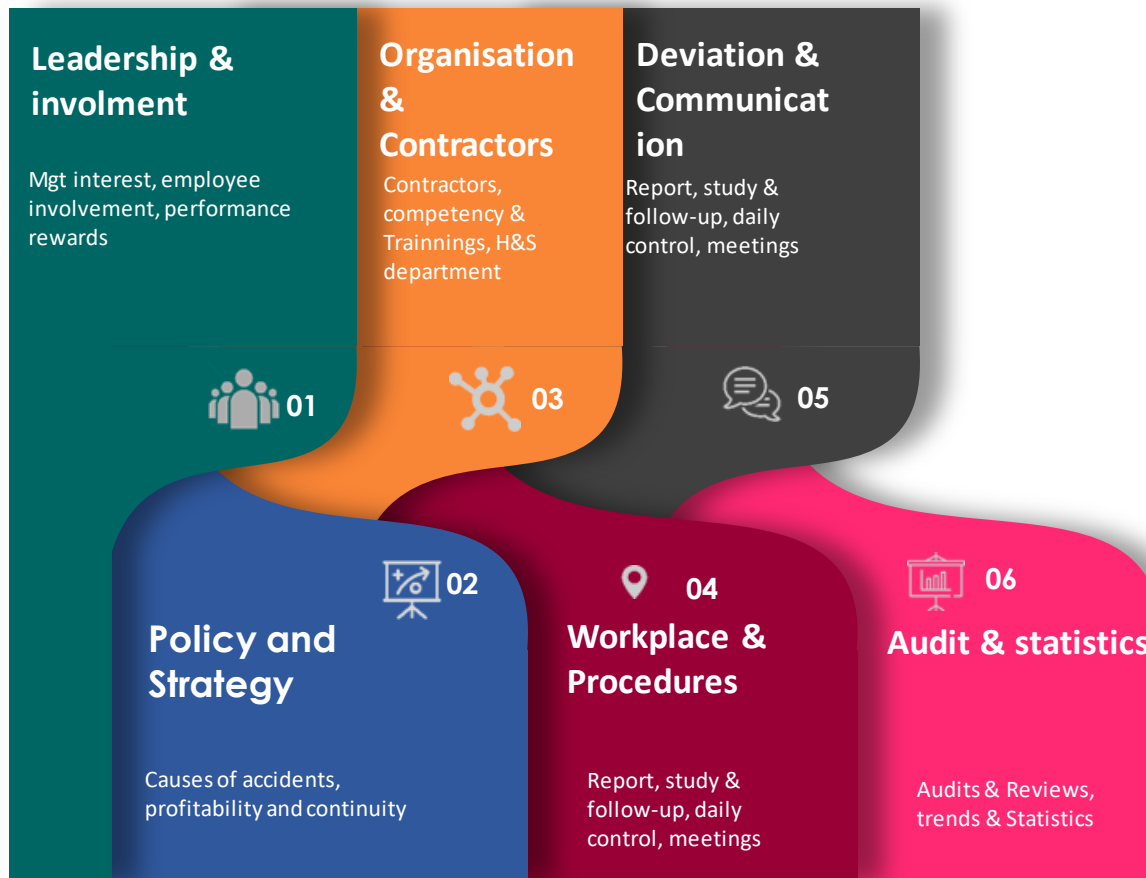 Leadership &
involment
Mgt interest, employee
involvement, performance
rewards
01
Organisation
&
Contractors
Contractors,
competency &
Trainnings, H&S
department
03
Deviation &
Communicat
ion
Report, study &
follow-up, daily
control, meetings
05
02
Policy and
Strategy
Causes of accidents,
profitability and continuity
04
Workplace &
Procedures
Report, study &
follow-up, daily
control, meetings
06
Audit & statistics
Audits & Reviews,
trends & Statistics